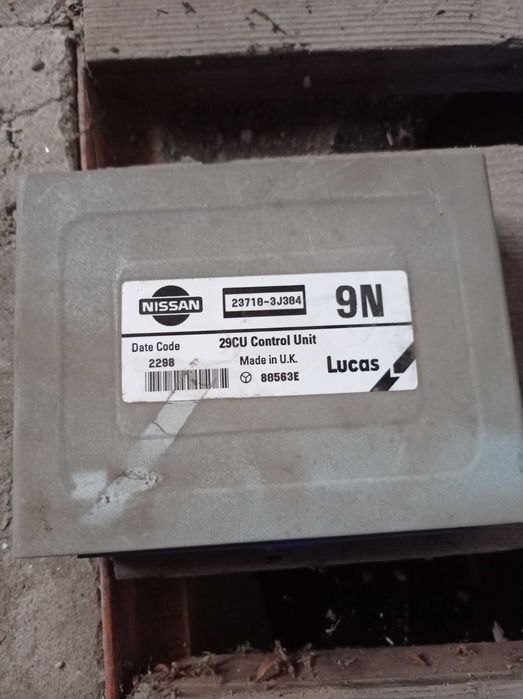 NISSAN
23710-3J304
9N
Date Code
29CU Control Unit
2298
Made in U.K.
80563E
Lucas